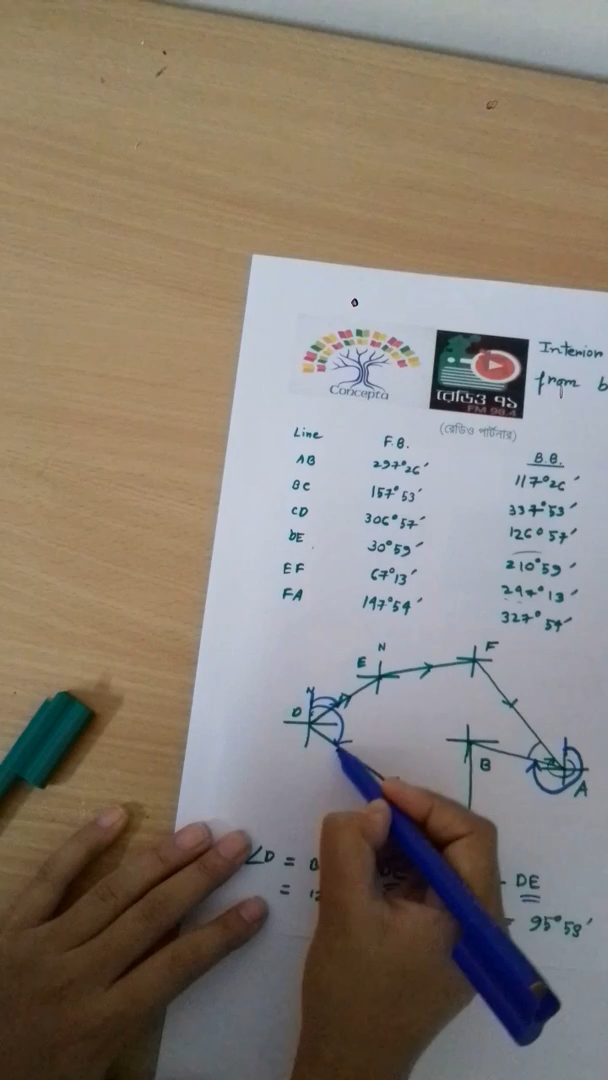 Interior
from b
Concepta
রেডিও ৭১
FM 98.4
(রেডিও পার্টনার)
Line F.B. B.B.
AB 297°26′ 117°26′
BC 157°53′ 337°53′
CD 306°57′ 126°57′
DE 30°59′ 210°59′
EF 67°13′ 247°13′
FA 147°54′ 327°54′
N F
E
N
D
B
A
∠D = B DE
= 12 = 95°58′